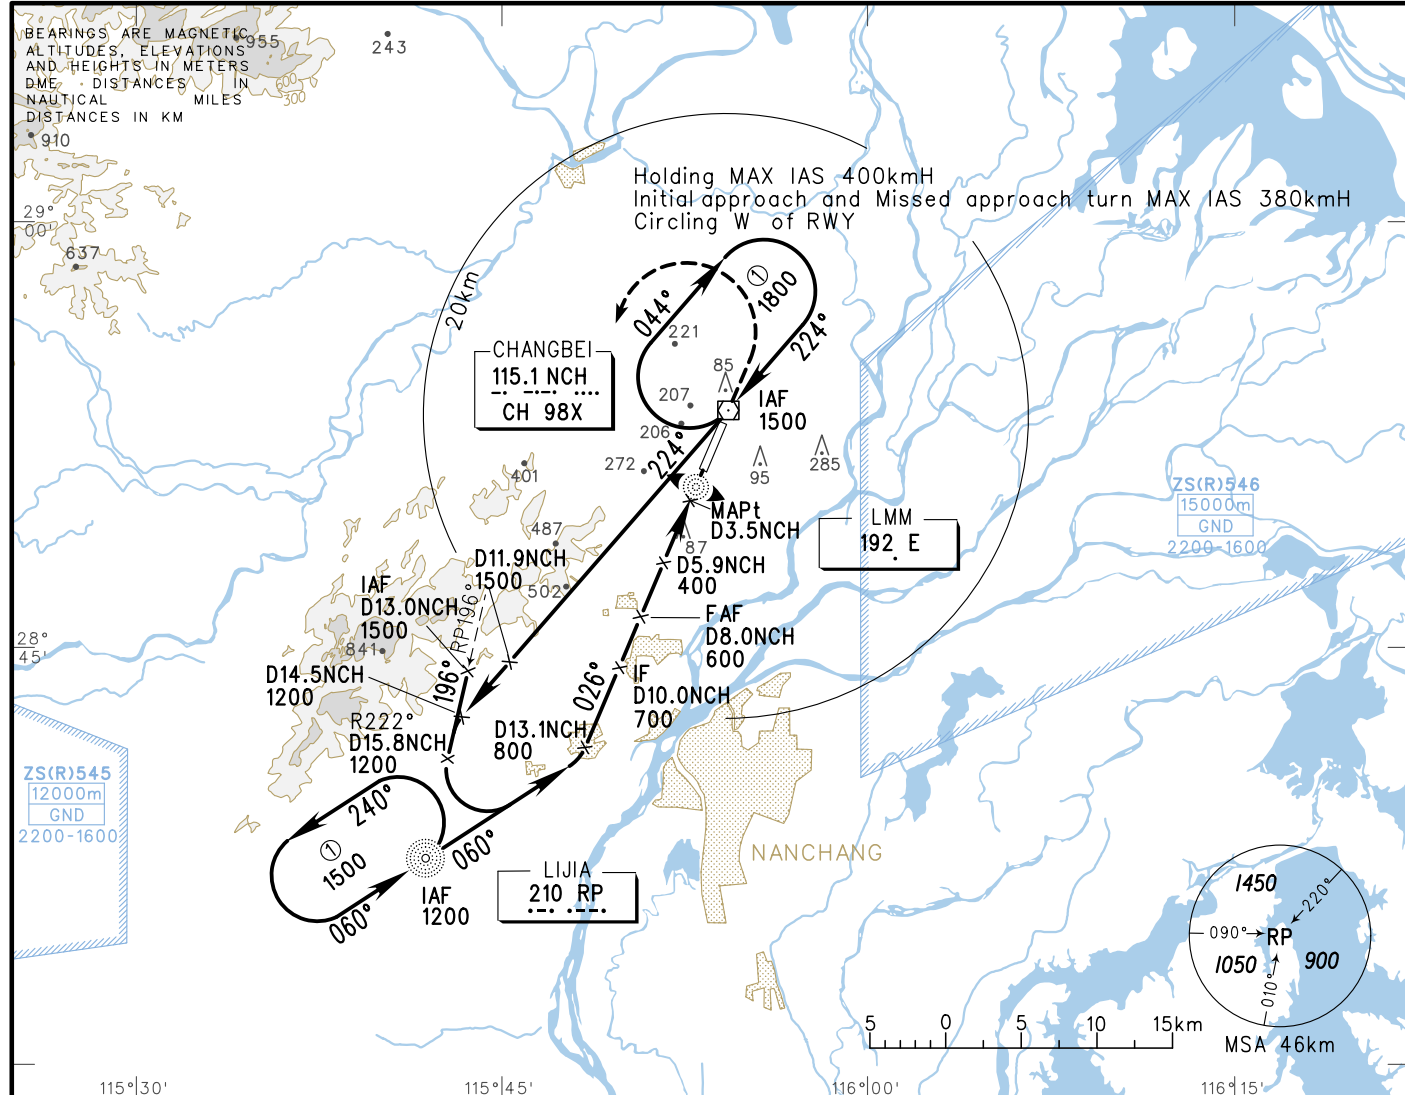 BEARINGS ARE MAGNETIC
ALTITUDES, ELEVATIONS
AND HEIGHTS IN METERS
DME DISTANCES IN
NAUTICAL MILES
DISTANCES IN KM
955
243
600
300
910
29°
00'
637
Holding MAX IAS 400kmH
Initial approach and Missed approach turn MAX IAS 380kmH
Circling W of RWY
20km
044°
①
1800
224°
221
CHANGBEI
115.1 NCH
CH 98X
85
207
IAF
1500
206
224°
272
401
95
285
ZS(R)546
15000m
GND
2200-1600
MAPt
D3.5NCH
LMM
192 E
487
87
D11.9NCH
1500
D5.9NCH
400
502
IAF
D13.0NCH
1500
RP196°
FAF
D8.0NCH
600
28°
45'
841
D14.5NCH
1200
196°
026°
IF
D10.0NCH
700
R222°
D15.8NCH
1200
D13.1NCH
800
ZS(R)545
12000m
GND
2200-1600
240°
①
1500
060°
060°
IAF
1200
LIJIA
210 RP
NANCHANG
1450
220°
090°
RP
1050
900
010°
MSA 46km
5 0 5 10 15km
115°30' 115°45' 116°00' 116°15'